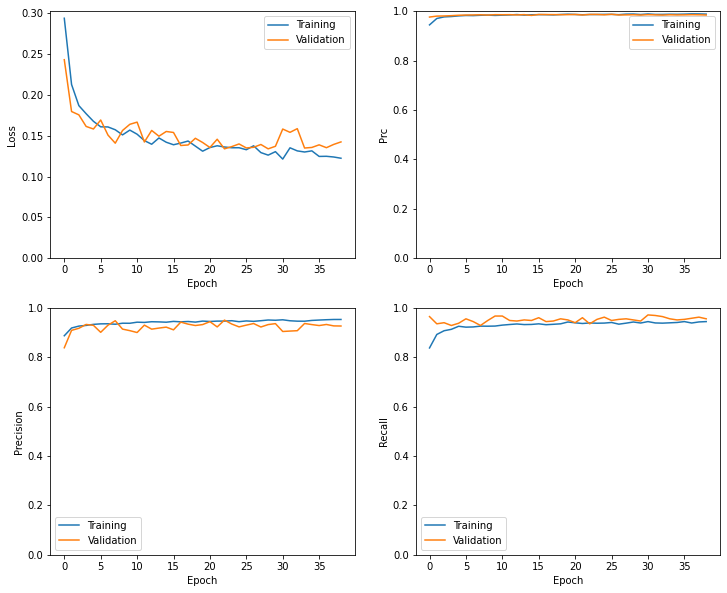 Loss
0.30
0.25
0.20
0.15
0.10
0.05
0.00
Training
Validation
0 5 10 15 20 25 30 35
Epoch
Prc
1.0
0.8
0.6
0.4
0.2
0.0
Training
Validation
0 5 10 15 20 25 30 35
Epoch
Precision
1.0
0.8
0.6
0.4
0.2
0.0
Training
Validation
0 5 10 15 20 25 30 35
Epoch
Recall
1.0
0.8
0.6
0.4
0.2
0.0
Training
Validation
0 5 10 15 20 25 30 35
Epoch